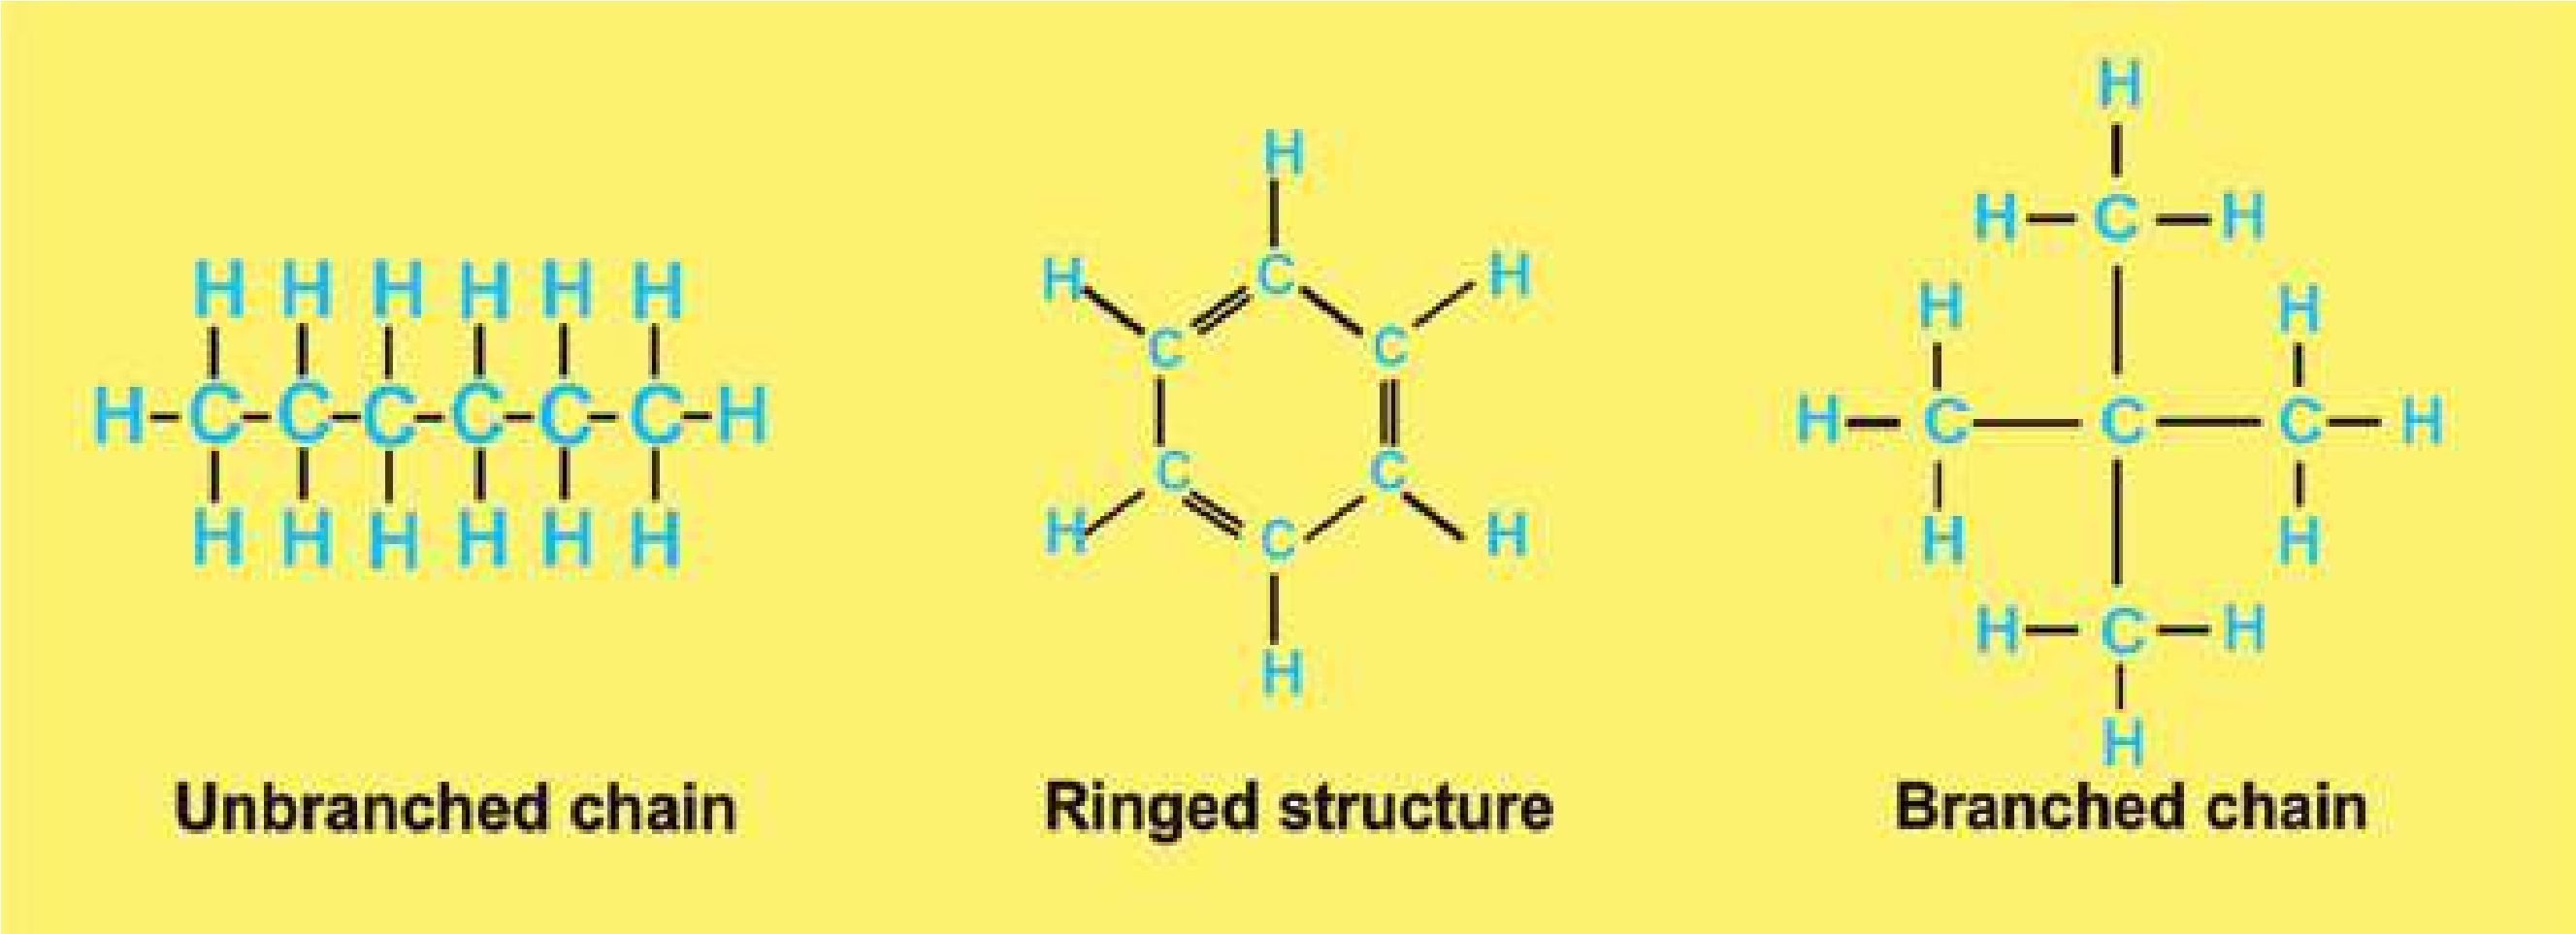 H H H H H H
H C C C C C C H
H H H H H H
Unbranched chain
H
H C H
C C
C C
H C H
H
Ringed structure
H
H C H
H H
H C C C H
H H
H C H
H
Branched chain